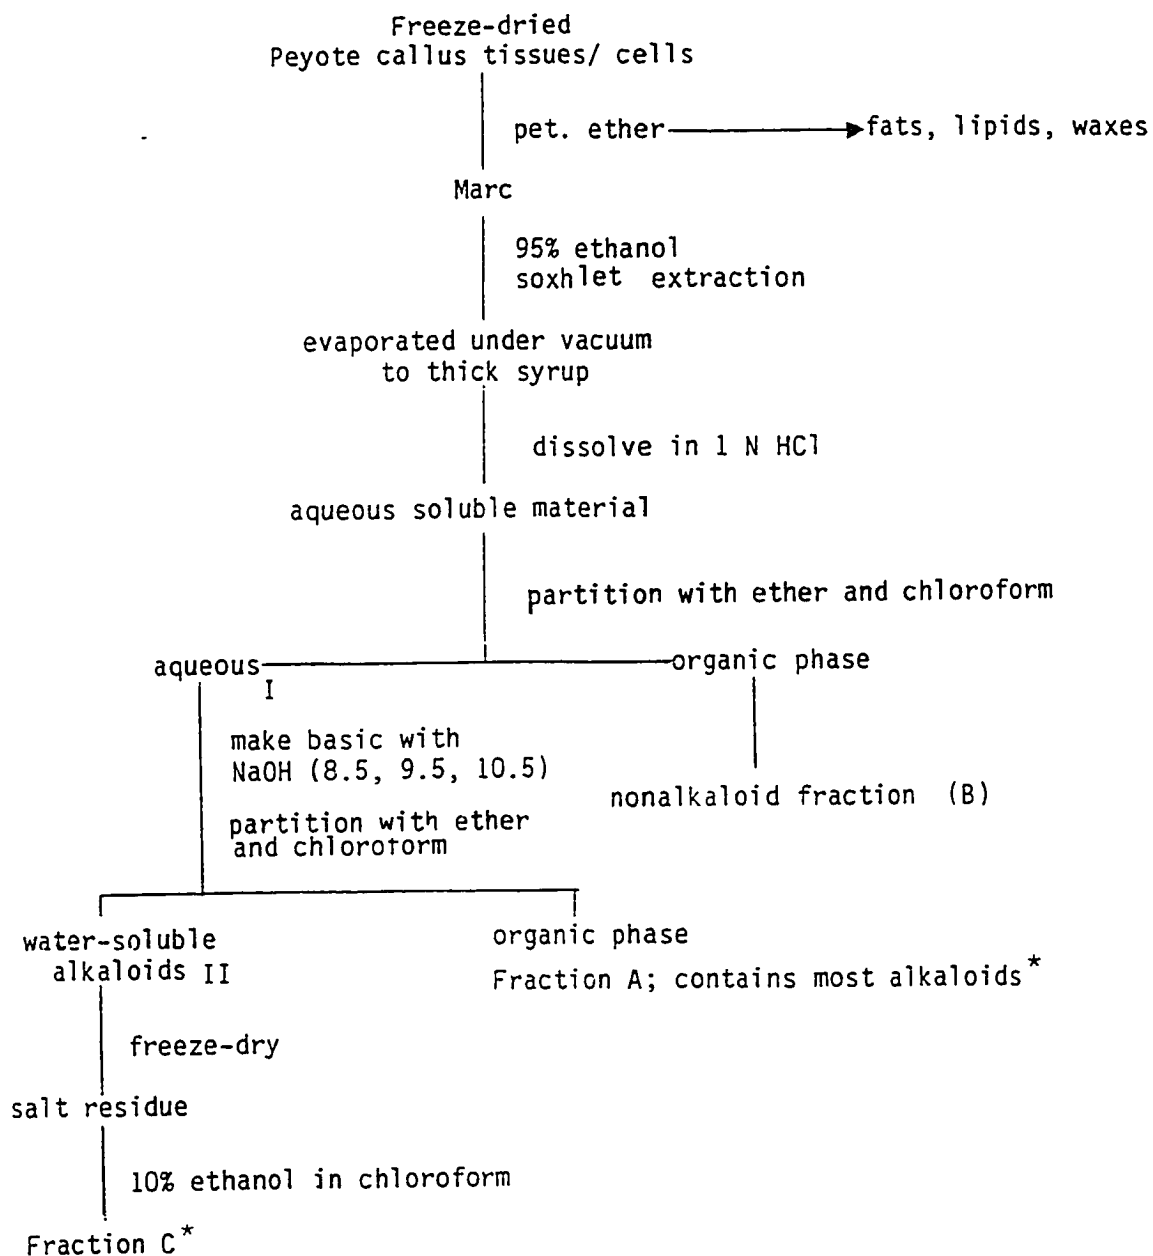 Freeze-dried
Peyote callus tissues/ cells
pet. ether
fats, lipids, waxes
Marc
95% ethanol
soxhlet extraction
evaporated under vacuum
to thick syrup
dissolve in 1 N HCl
aqueous soluble material
partition with ether and chloroform
aqueous
I
organic phase
make basic with
NaOH (8.5, 9.5, 10.5)
partition with ether
and chloroform
nonalkaloid fraction (B)
water-soluble
alkaloids II
organic phase
Fraction A; contains most alkaloids*
freeze-dry
salt residue
10% ethanol in chloroform
Fraction C*